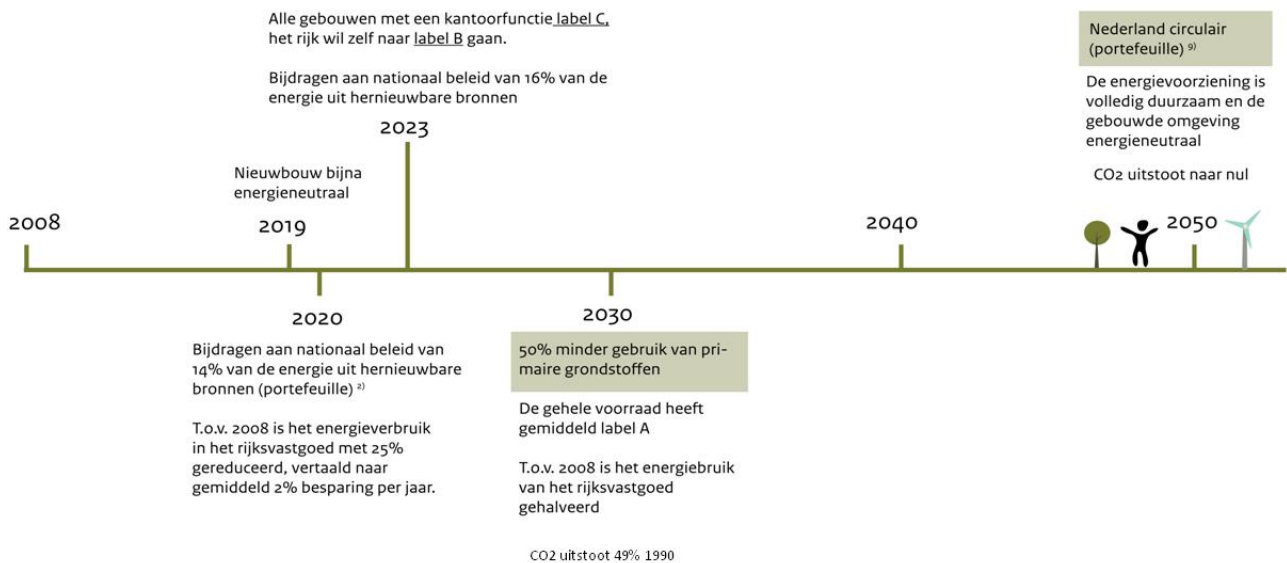 Alle gebouwen met een kantoorfunctie label C,
het rijk wil zelf naar label B gaan.
Bijdragen aan nationaal beleid van 16% van de
energie uit hernieuwbare bronnen
2023
Nieuwbouw bijna
energieneutraal
Nederland circulair
(portefeuille) 9)
De energievoorziening is
volledig duurzaam en de
gebouwde omgeving
energieneutraal
CO2 uitstoot naar nul
2008
2019
2040
2050
2020
Bijdragen aan nationaal beleid van
14% van de energie uit hernieuwbare
bronnen (portefeuille) 2)
T.o.v. 2008 is het energieverbruik
in het rijksvastgoed met 25%
gereduceerd, vertaald naar
gemiddeld 2% besparing per jaar.
2030
50% minder gebruik van pri-
maire grondstoffen
De gehele voorraad heeft
gemiddeld label A
T.o.v. 2008 is het energiebruik
van het rijksvastgoed
gehalveerd
CO2 uitstoot 49% 1990